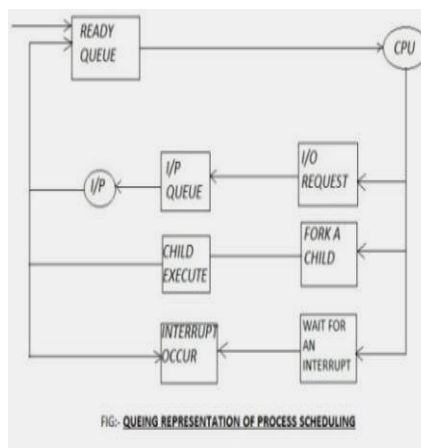 READY
QUEUE
CPU
I/P
I/P
QUEUE
I/O
REQUEST
CHILD
EXECUTE
FORK A
CHILD
INTERRUPT
OCCUR
WAIT FOR
AN
INTERRUPT
FIG:- QUEING REPRESENTATION OF PROCESS SCHEDULING